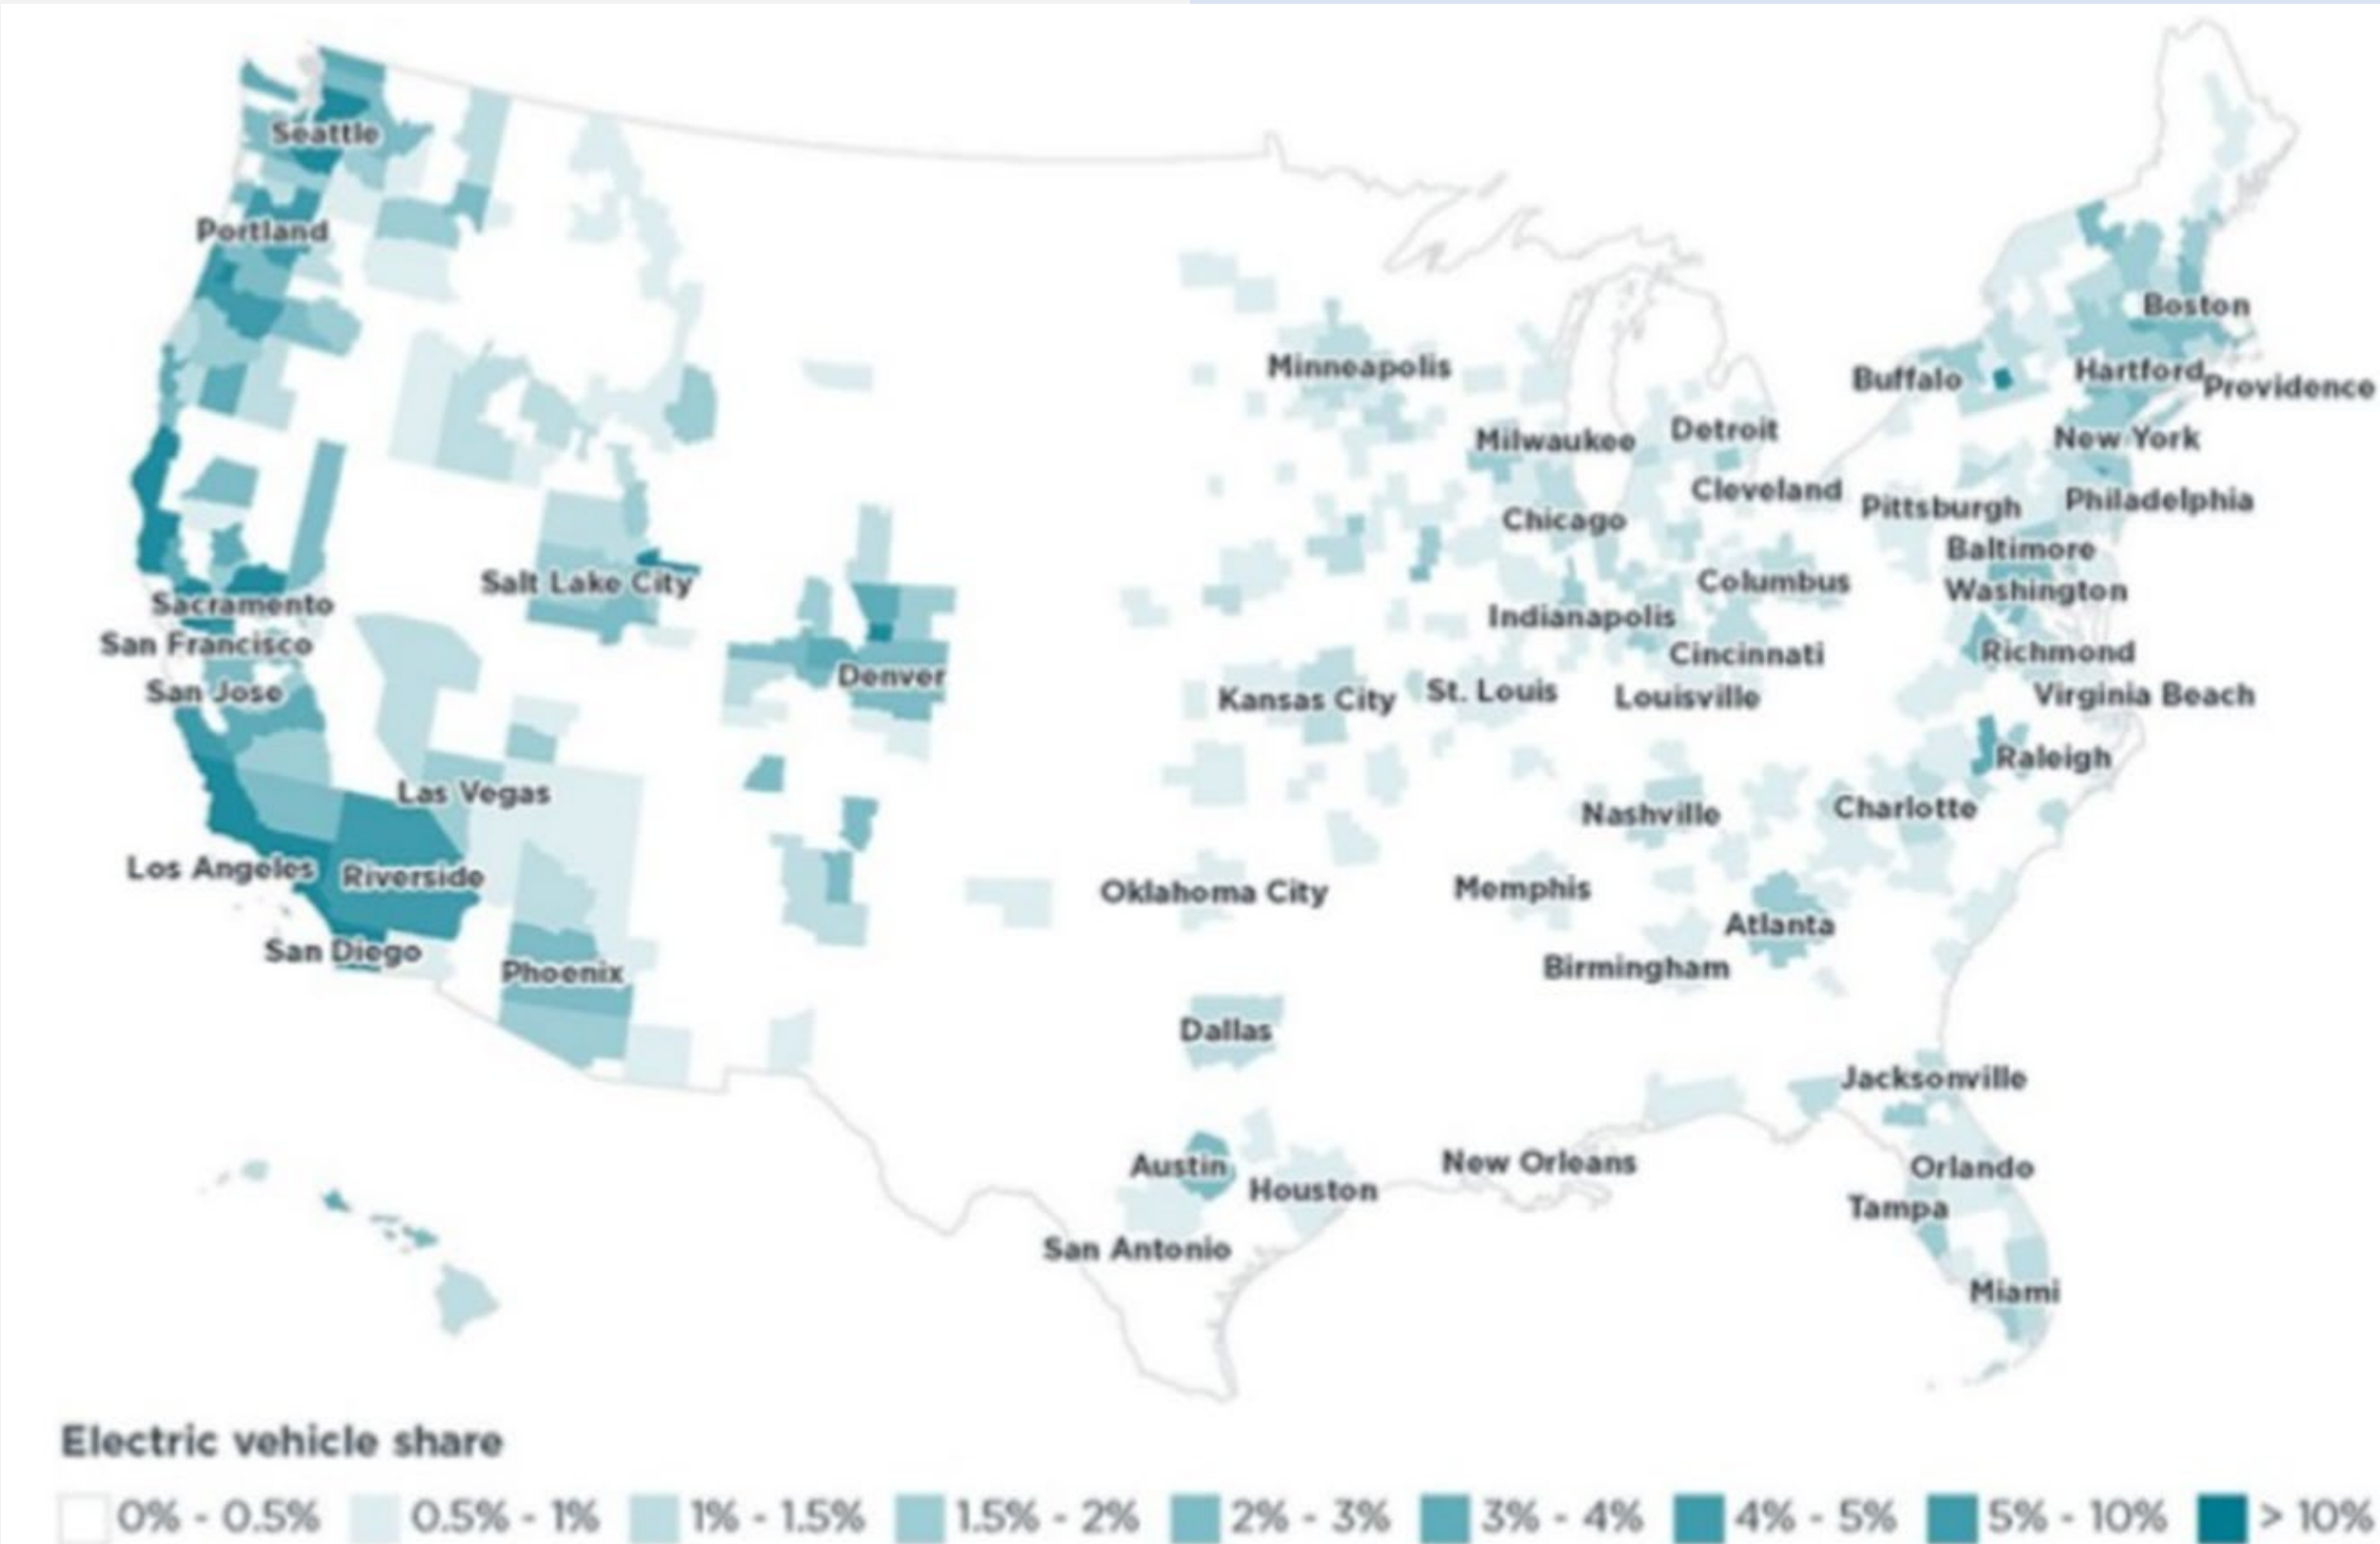 Seattle
Portland
Boston
Minneapolis
Buffalo
Hartford
Providence
Milwaukee
Detroit
New York
Cleveland
Pittsburgh
Philadelphia
Chicago
Baltimore
Salt Lake City
Columbus
Washington
Sacramento
Indianapolis
San Francisco
Cincinnati
Richmond
Denver
San Jose
Kansas City
St. Louis
Louisville
Virginia Beach
Raleigh
Las Vegas
Nashville
Charlotte
Los Angeles
Riverside
Oklahoma City
Memphis
Atlanta
San Diego
Phoenix
Birmingham
Dallas
Jacksonville
Austin
Houston
New Orleans
Orlando
Tampa
San Antonio
Miami
Electric vehicle share
0% - 0.5% 0.5% - 1% 1% - 1.5% 1.5% - 2% 2% - 3% 3% - 4% 4% - 5% 5% - 10% > 10%